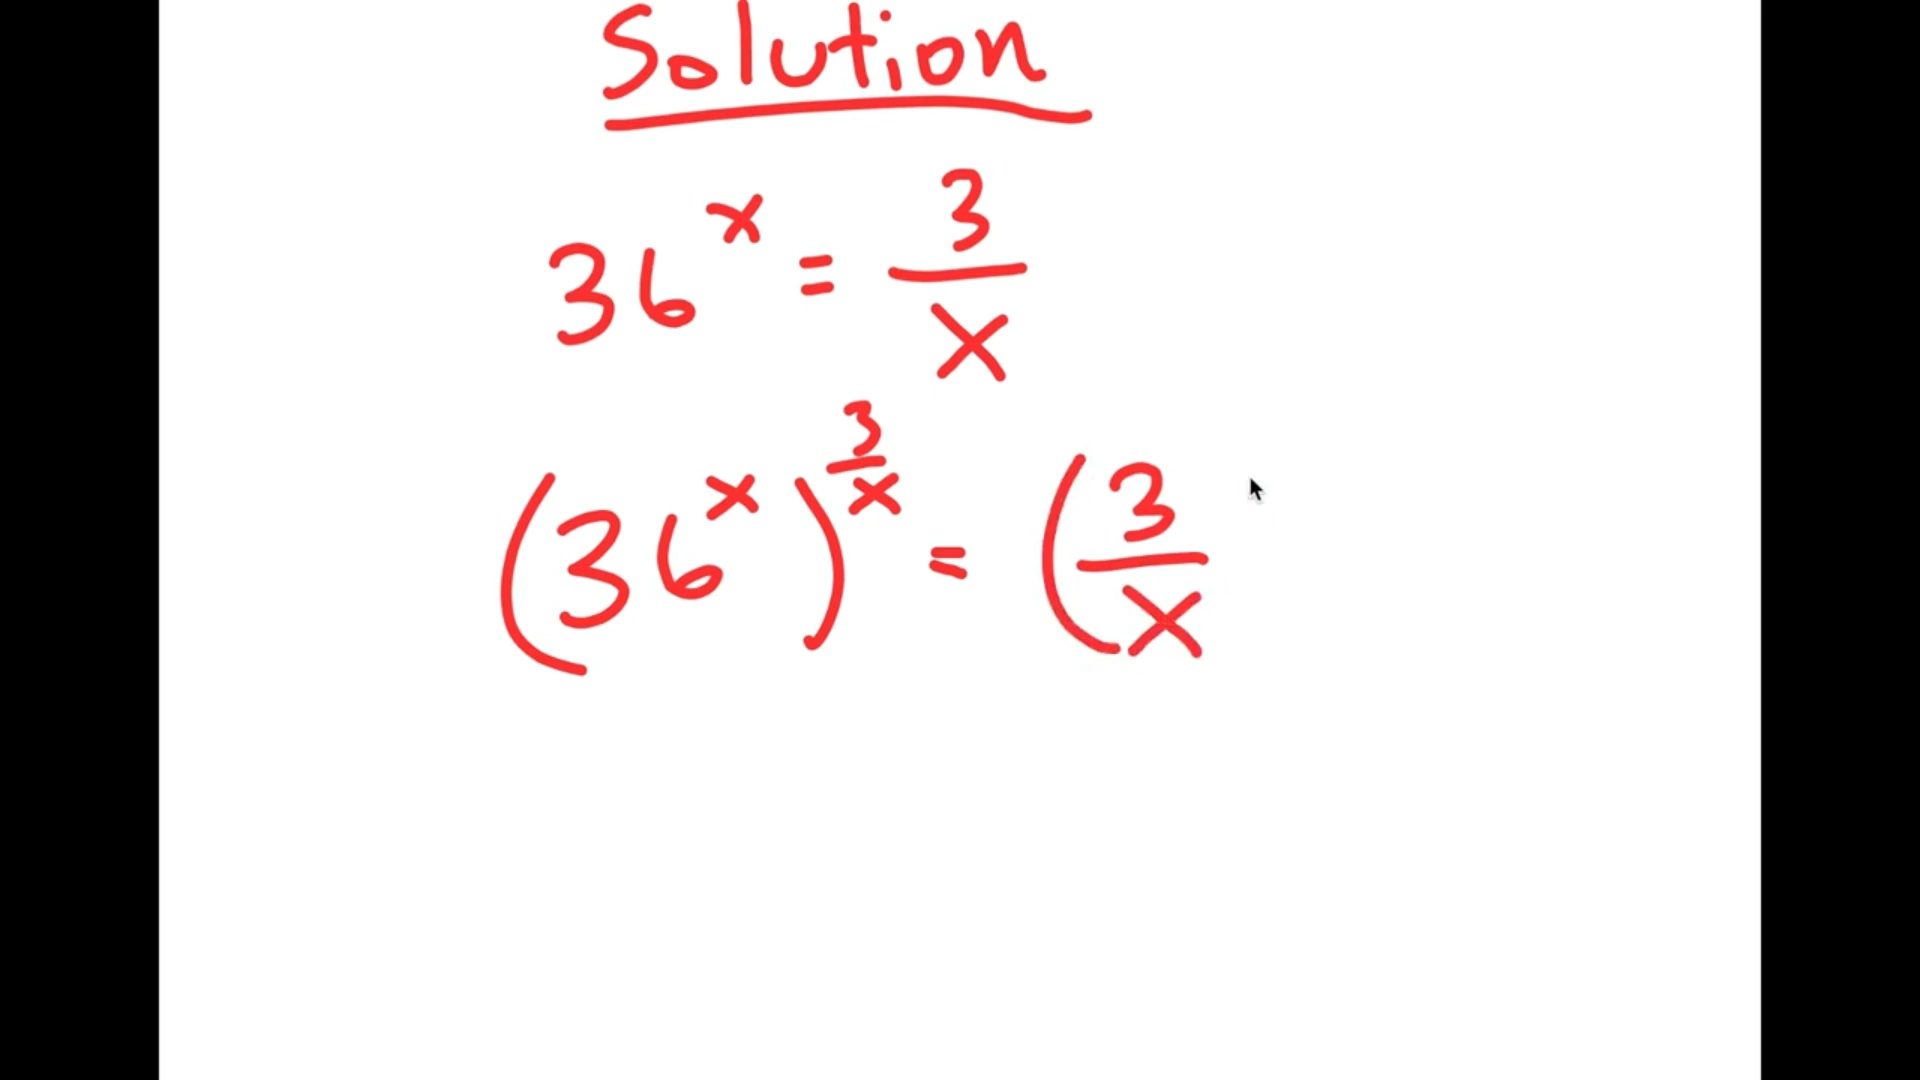 Solution
36^x = 3/x
(36^x)^(3/x) = (3/x